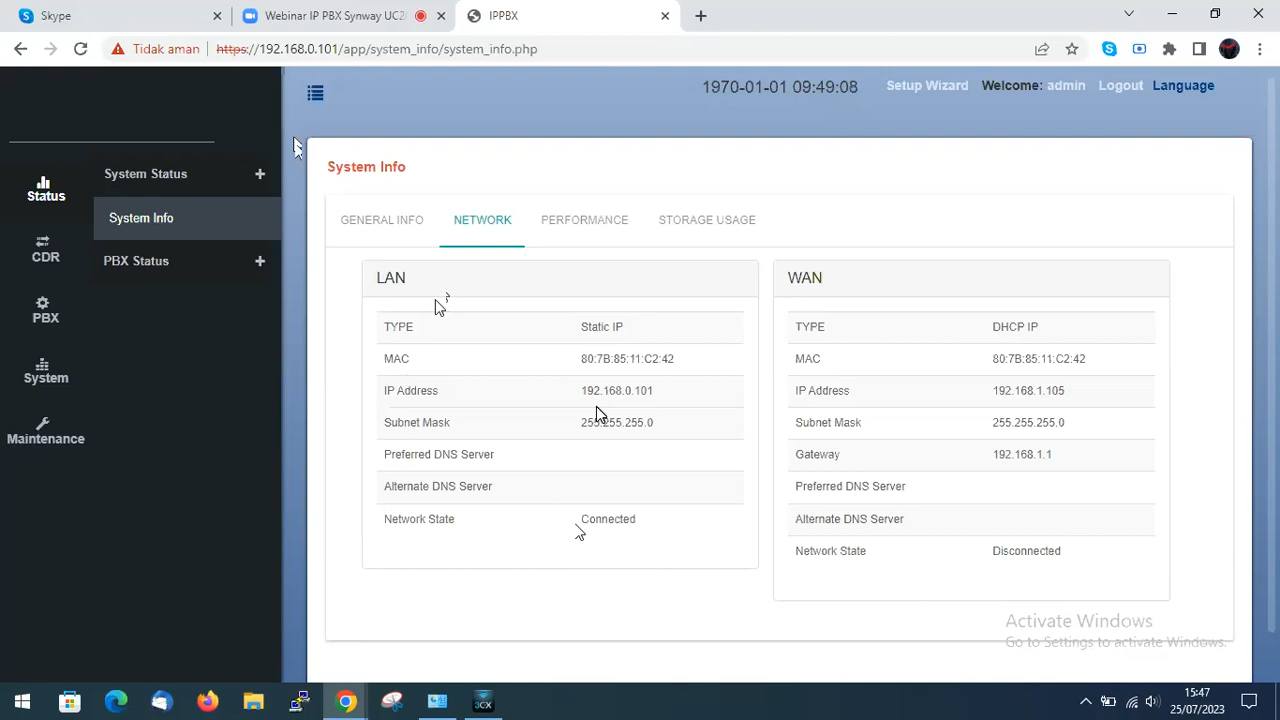 Skype
Webinar IP PBX Synway UC2
IPPBX
Tidak aman
https://192.168.0.101/app/system_info/system_info.php
1970-01-01 09:49:08
Setup Wizard
Welcome: admin
Logout
Language
Status
CDR
PBX
System
Maintenance
System Status +
System Info
PBX Status +
System Info
GENERAL INFO
NETWORK
PERFORMANCE
STORAGE USAGE
LAN
TYPE Static IP
MAC 80:7B:85:11:C2:42
IP Address 192.168.0.101
Subnet Mask 255.255.255.0
Preferred DNS Server
Alternate DNS Server
Network State Connected
WAN
TYPE DHCP IP
MAC 80:7B:85:11:C2:42
IP Address 192.168.1.105
Subnet Mask 255.255.255.0
Gateway 192.168.1.1
Preferred DNS Server
Alternate DNS Server
Network State Disconnected
Activate Windows
Go to Settings to activate Windows.
3CX
15:47
25/07/2023